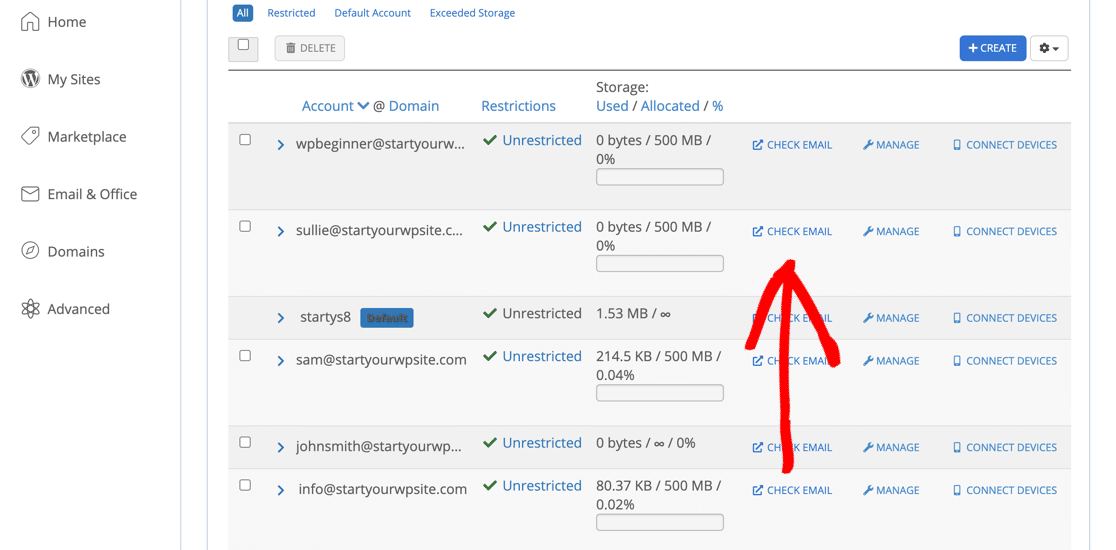 Home
My Sites
Marketplace
Email & Office
Domains
Advanced
All Restricted Default Account Exceeded Storage
DELETE
CREATE
Storage:
Account @ Domain Restrictions Used / Allocated / %
wpbeginner@startyourw... Unrestricted 0 bytes / 500 MB / CHECK EMAIL MANAGE CONNECT DEVICES
0%
sullie@startyourwpsite.c... Unrestricted 0 bytes / 500 MB / CHECK EMAIL MANAGE CONNECT DEVICES
0%
startys8 Default Unrestricted 1.53 MB / ∞ CHECK EMAIL MANAGE CONNECT DEVICES
sam@startyourwpsite.com Unrestricted 214.5 KB / 500 MB / CHECK EMAIL MANAGE CONNECT DEVICES
0.04%
johnsmith@startyourwp... Unrestricted 0 bytes / ∞ / 0% CHECK EMAIL MANAGE CONNECT DEVICES
info@startyourwpsite.com Unrestricted 80.37 KB / 500 MB / CHECK EMAIL MANAGE CONNECT DEVICES
0.02%